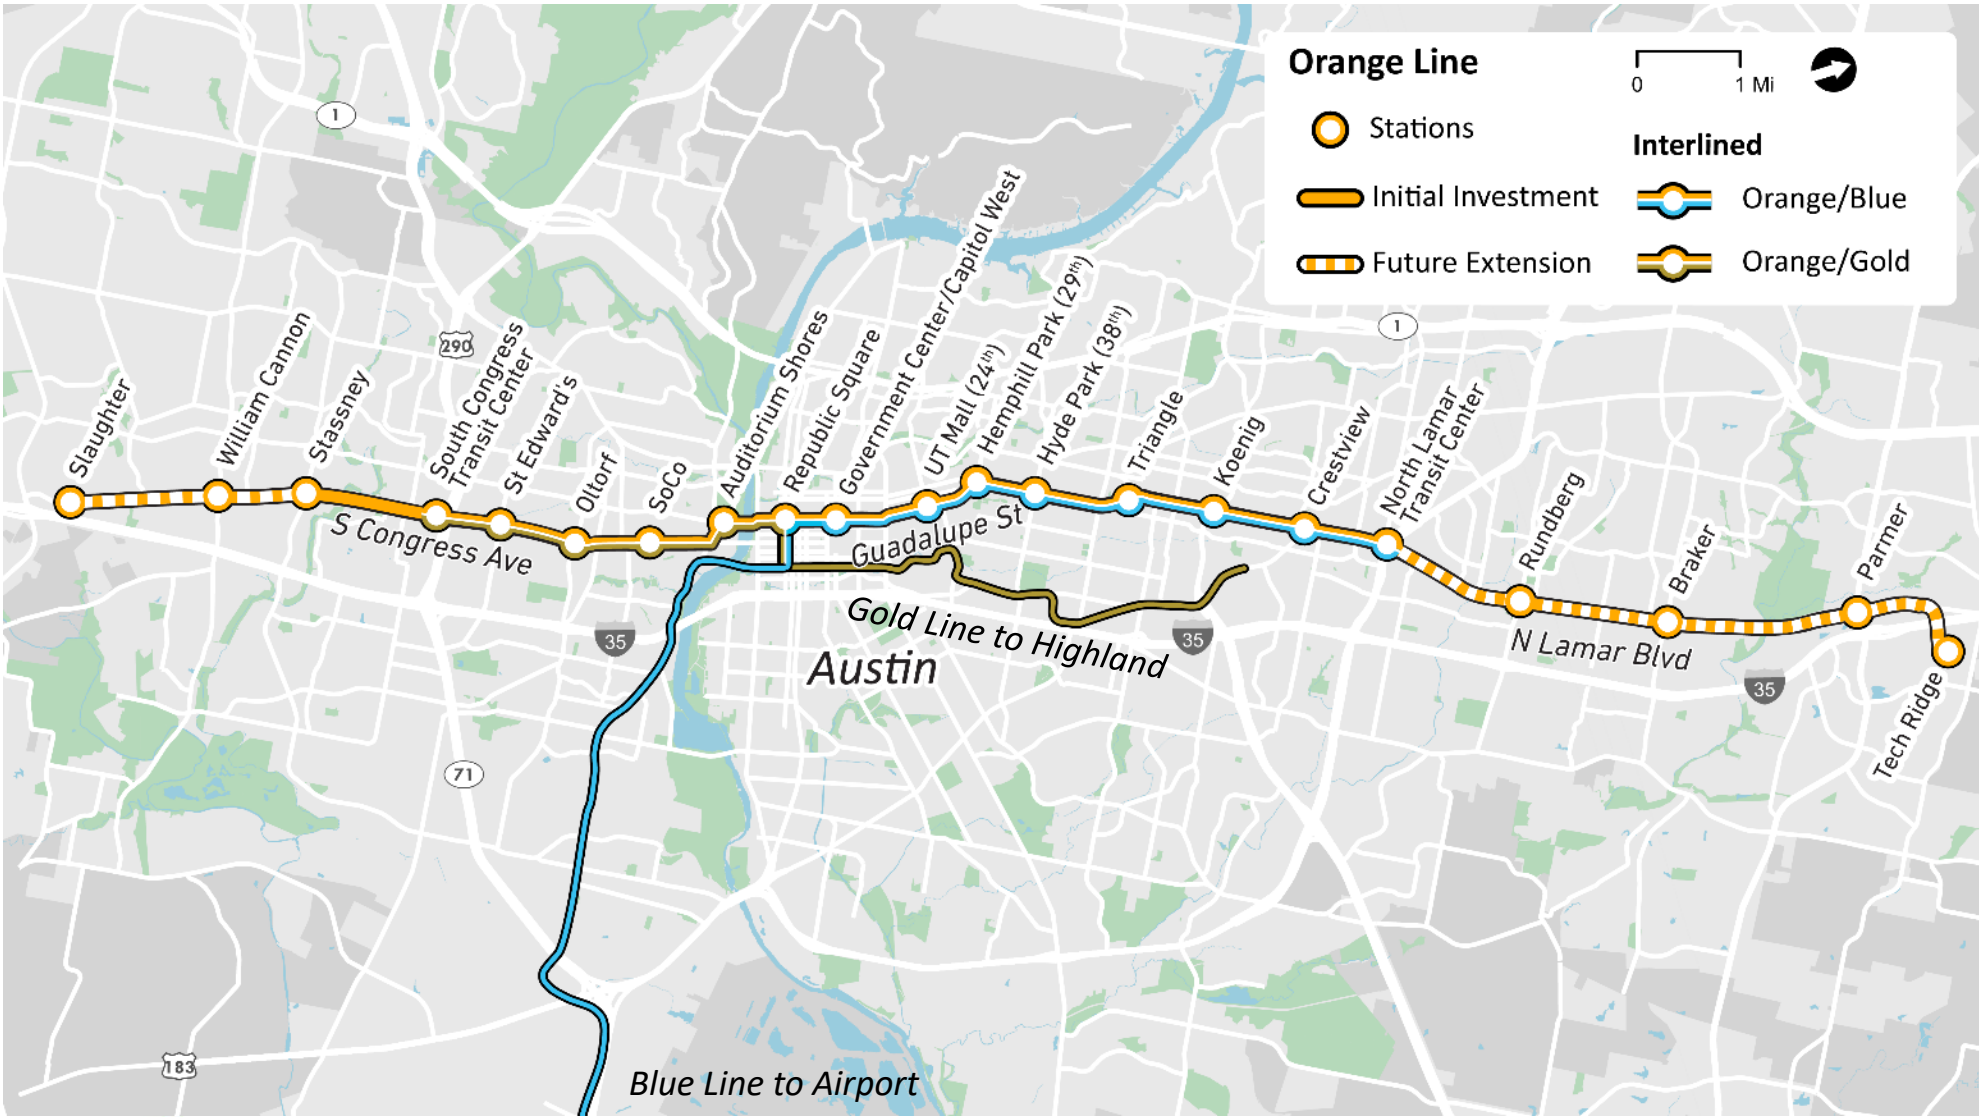 Orange Line
0
1 Mi
Stations
Initial Investment
Future Extension
Interlined
Orange/Blue
Orange/Gold
1
290
1
Slaughter
William Cannon
Stassney
South Congress
Transit Center
St Edward's
Oltorf
SoCo
Auditorium Shores
Republic Square
Government Center/Capitol West
UT Mall (24th)
Hemphill Park (29th)
Hyde Park (38th)
Triangle
Koenig
Crestview
North Lamar
Transit Center
Rundberg
Braker
Parmer
Tech Ridge
S Congress Ave
Guadalupe St
N Lamar Blvd
Gold Line to Highland
Austin
35
35
35
71
183
Blue Line to Airport